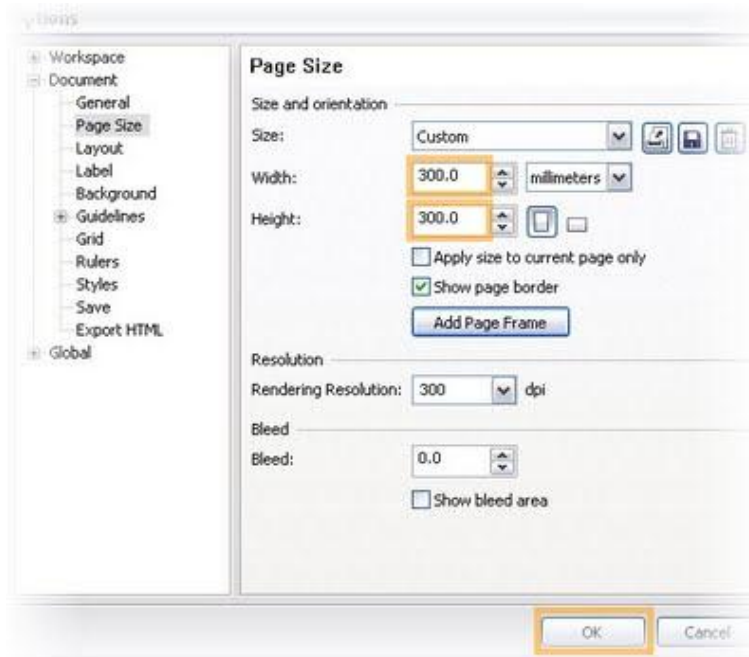 Options
Workspace
Document
General
Page Size
Layout
Label
Background
Guidelines
Grid
Rulers
Styles
Save
Export HTML
Global
Page Size
Size and orientation
Size: Custom
Width: 300.0 millimeters
Height: 300.0
Apply size to current page only
Show page border
Add Page Frame
Resolution
Rendering Resolution: 300 dpi
Bleed
Bleed: 0.0
Show bleed area
OK Cancel